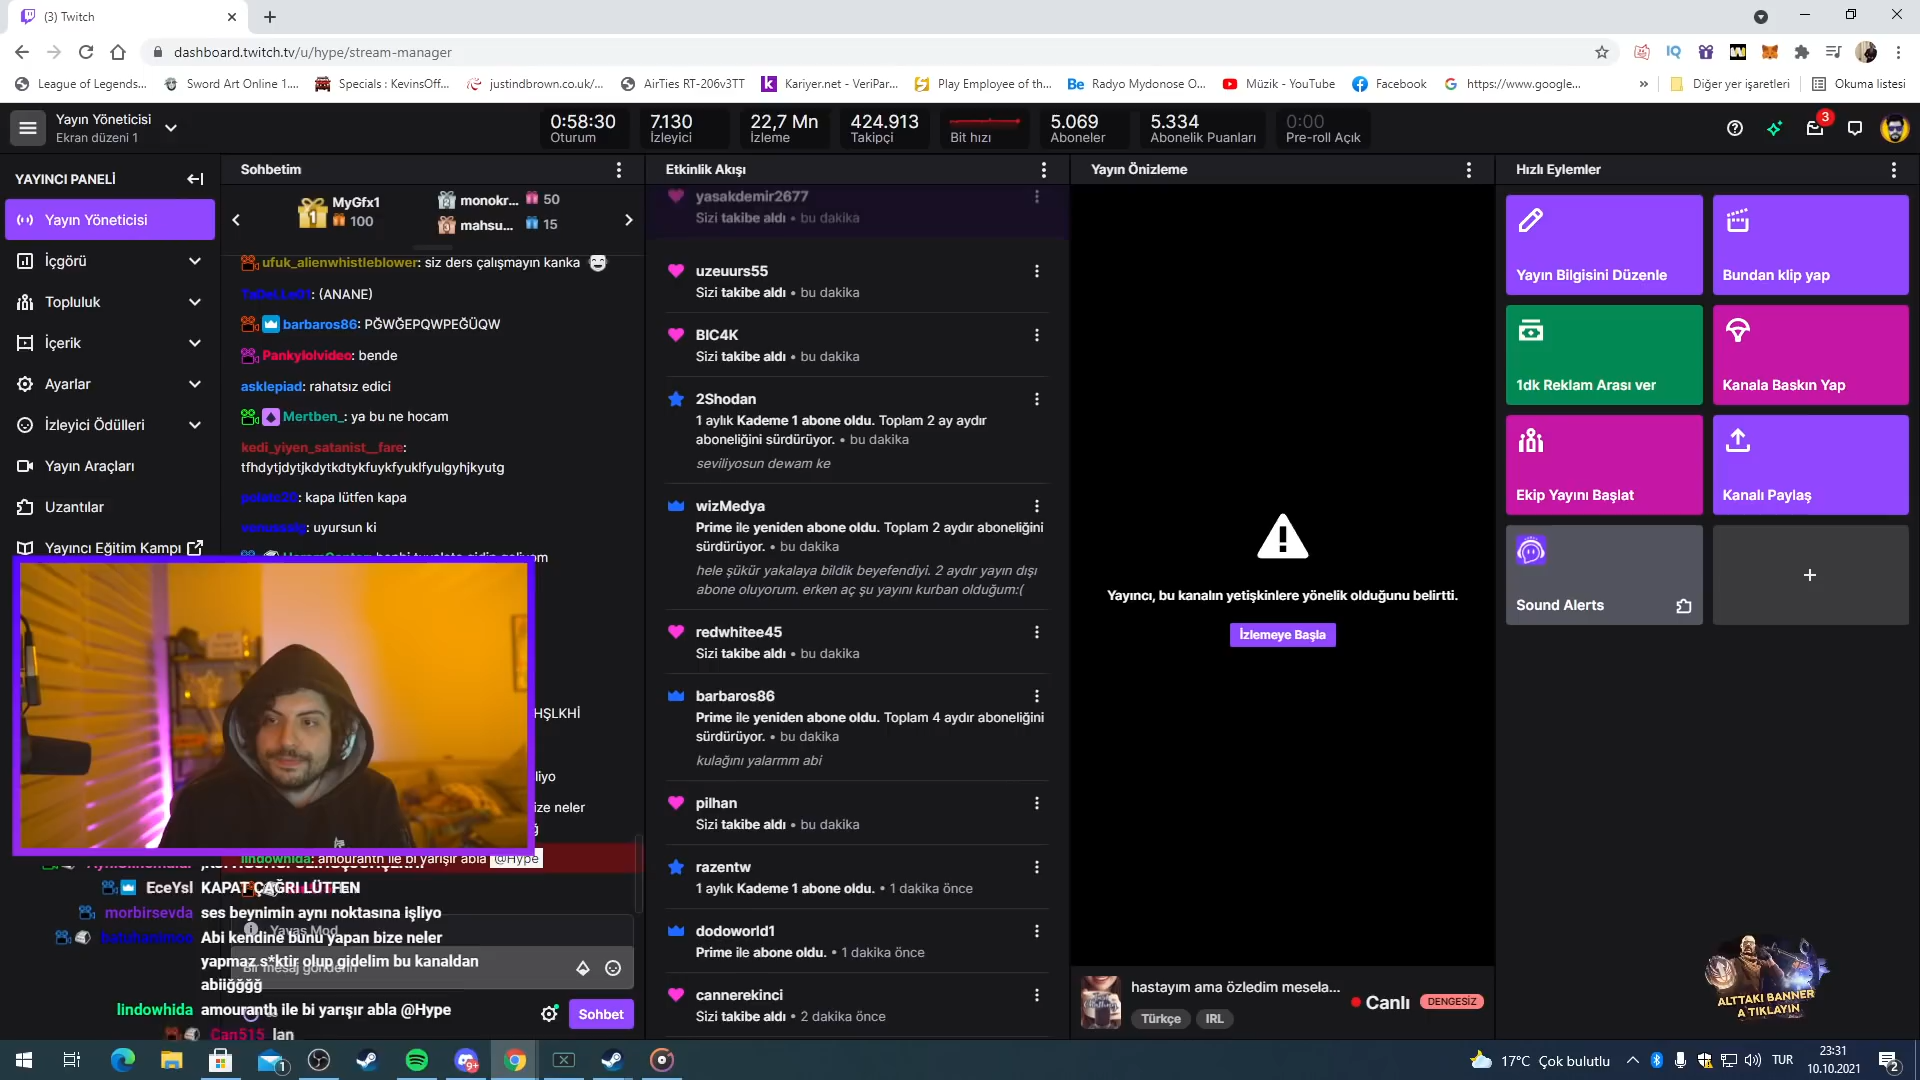 (3) Twitch
dashboard.twitch.tv/u/hype/stream-manager
League of Legends...
Sword Art Online 1....
Specials : KevinsOff...
justindbrown.co.uk/...
AirTies RT-206v3TT
Kariyer.net - VeriPar...
Play Employee of th...
Radyo Mydonose O...
Müzik - YouTube
Facebook
https://www.google...
»
Diğer yer işaretleri
Okuma listesi
Yayın Yöneticisi
Ekran düzeni 1
0:58:30
Oturum
7.130
İzleyici
22,7 Mn
İzleme
424.913
Takipçi
Bit hızı
5.069
Aboneler
5.334
Abonelik Puanları
0:00
Pre-roll Açık
3
YAYINCI PANELİ
Yayın Yöneticisi
İçgörü
Topluluk
İçerik
Ayarlar
İzleyici Ödülleri
Yayın Araçları
Uzantılar
Yayıncı Eğitim Kampı
Sohbetim
MyGfx1
100
monokr... 50
mahsu... 15
ufuk_alienwhistleblower: siz ders çalışmayın kanka
(ANANE)
barbaros86: PĞWĞEPQWPEĞÜQW
Pankylolvideo: bende
asklepiad: rahatsız edici
Mertben_: ya bu ne hocam
kedi_yiyen_satanist__fare:
tfhdytjdytjkdytkdtykfuykfyuklfyulgyhjkyutg
kapa lütfen kapa
uyursun ki
HŞLKHİ
liyo
ize neler
ğ
lindowhida: amouranth ile bi yarışır abla @Hype
EceYsl KAPAT ÇAĞRI LÜTFEN
morbirsevda ses beynimin aynı noktasına işliyo
Abi kendine bunu yapan bize neler
yapmaz s*ktir olup gidelim bu kanaldan
abiiğğğğ
lindowhida amouranth ile bi yarışır abla @Hype
Can515 lan
Yavaş Mod
Bir mesaj gönderin
Sohbet
Etkinlik Akışı
yasakdemir2677
Sizi takibe aldı • bu dakika
uzeuurs55
Sizi takibe aldı • bu dakika
BIC4K
Sizi takibe aldı • bu dakika
2Shodan
1 aylık Kademe 1 abone oldu. Toplam 2 ay aydır
aboneliğini sürdürüyor. • bu dakika
seviliyosun dewam ke
wizMedya
Prime ile yeniden abone oldu. Toplam 2 aydır aboneliğini
sürdürüyor. • bu dakika
hele şükür yakalaya bildik beyefendiyi. 2 aydır yayın dışı
abone oluyorum. erken aç şu yayını kurban olduğum:(
redwhitee45
Sizi takibe aldı • bu dakika
barbaros86
Prime ile yeniden abone oldu. Toplam 4 aydır aboneliğini
sürdürüyor. • bu dakika
kulağını yalarmm abi
pilhan
Sizi takibe aldı • bu dakika
razentw
1 aylık Kademe 1 abone oldu. • 1 dakika önce
dodoworld1
Prime ile abone oldu. • 1 dakika önce
cannerekinci
Sizi takibe aldı • 2 dakika önce
Yayın Önizleme
Yayıncı, bu kanalın yetişkinlere yönelik olduğunu belirtti.
İzlemeye Başla
hastayım ama özledim mesela...
Türkçe
IRL
Canlı
DENGESİZ
Hızlı Eylemler
Yayın Bilgisini Düzenle
Bundan klip yap
1dk Reklam Arası ver
Kanala Baskın Yap
Ekip Yayını Başlat
Kanalı Paylaş
Sound Alerts
+
ALTTAKI BANNER
A TIKLAYIN
1
9+
17°C Çok bulutlu
TUR
23:31
10.10.2021
2